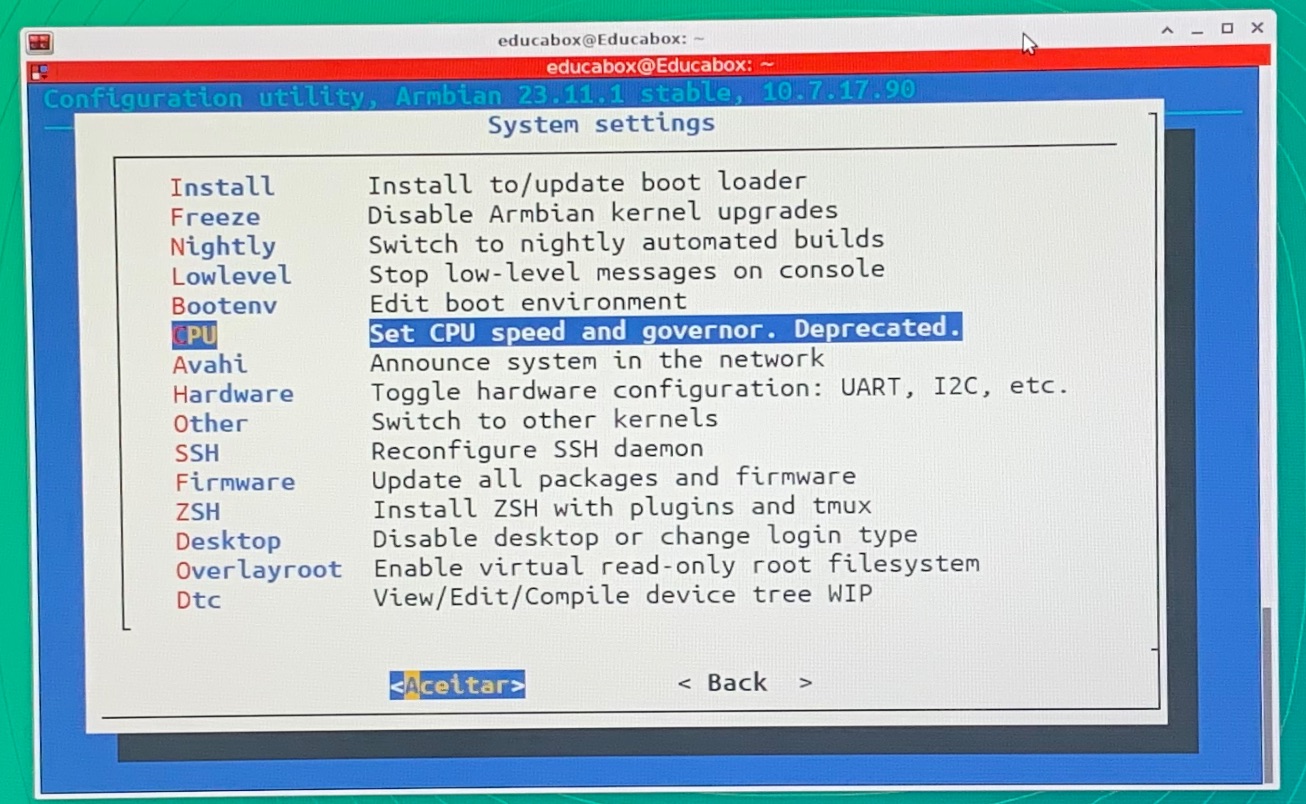 educabox@Educabox: ~
educabox@Educabox: ~
Configuration utility, Armbian 23.11.1 stable, 10.7.17.90
System settings
Install Install to/update boot loader
Freeze Disable Armbian kernel upgrades
Nightly Switch to nightly automated builds
Lowlevel Stop low-level messages on console
Bootenv Edit boot environment
CPU Set CPU speed and governor. Deprecated.
Avahi Announce system in the network
Hardware Toggle hardware configuration: UART, I2C, etc.
Other Switch to other kernels
SSH Reconfigure SSH daemon
Firmware Update all packages and firmware
ZSH Install ZSH with plugins and tmux
Desktop Disable desktop or change login type
Overlayroot Enable virtual read-only root filesystem
Dtc View/Edit/Compile device tree WIP
<Aceitar> < Back >